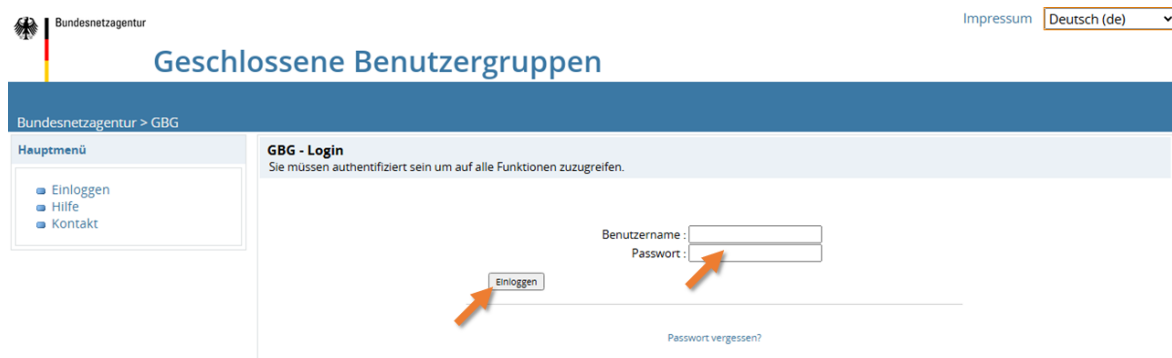 Bundesnetzagentur
Impressum
Deutsch (de)
Geschlossene Benutzergruppen
Bundesnetzagentur > GBG
Hauptmenü
Einloggen
Hilfe
Kontakt
GBG - Login
Sie müssen authentifiziert sein um auf alle Funktionen zuzugreifen.
Benutzername :
Passwort :
Einloggen
Passwort vergessen?